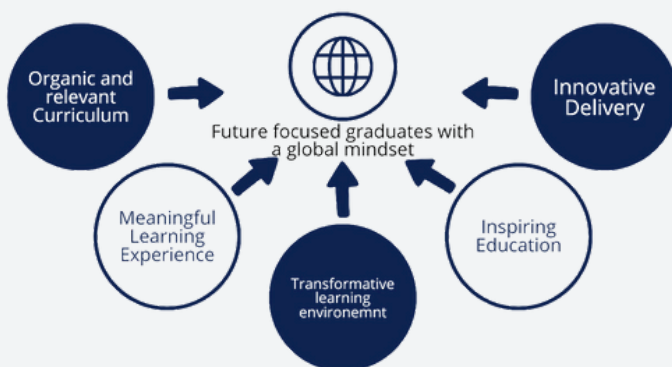 Organic and
relevant
Curriculum
Innovative
Delivery
Future focused graduates with
a global mindset
Meaningful
Learning
Experience
Inspiring
Education
Transformative
learning
environemnt